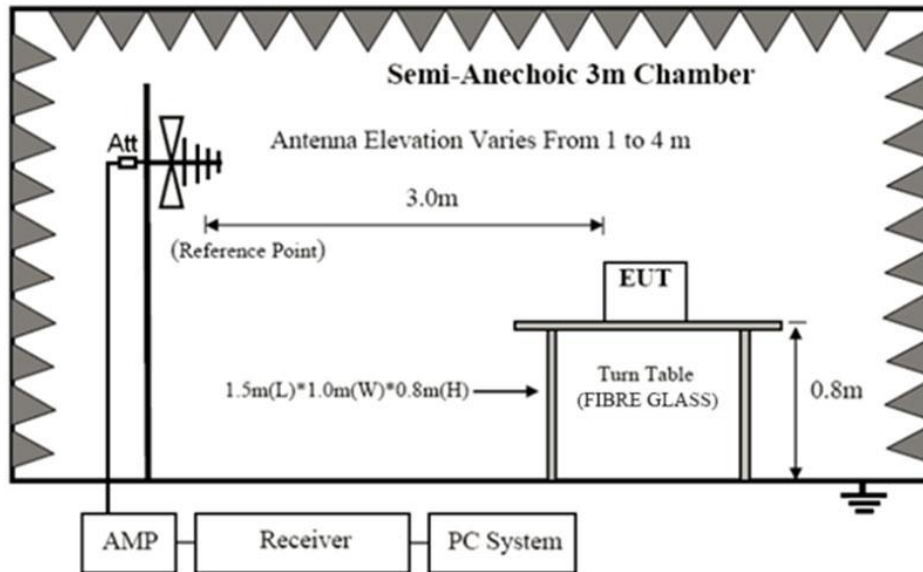 Semi-Anechoic 3m Chamber
Att
Antenna Elevation Varies From 1 to 4 m
3.0m
(Reference Point)
EUT
1.5m(L)*1.0m(W)*0.8m(H)
Turn Table
(FIBRE GLASS)
0.8m
AMP
Receiver
PC System